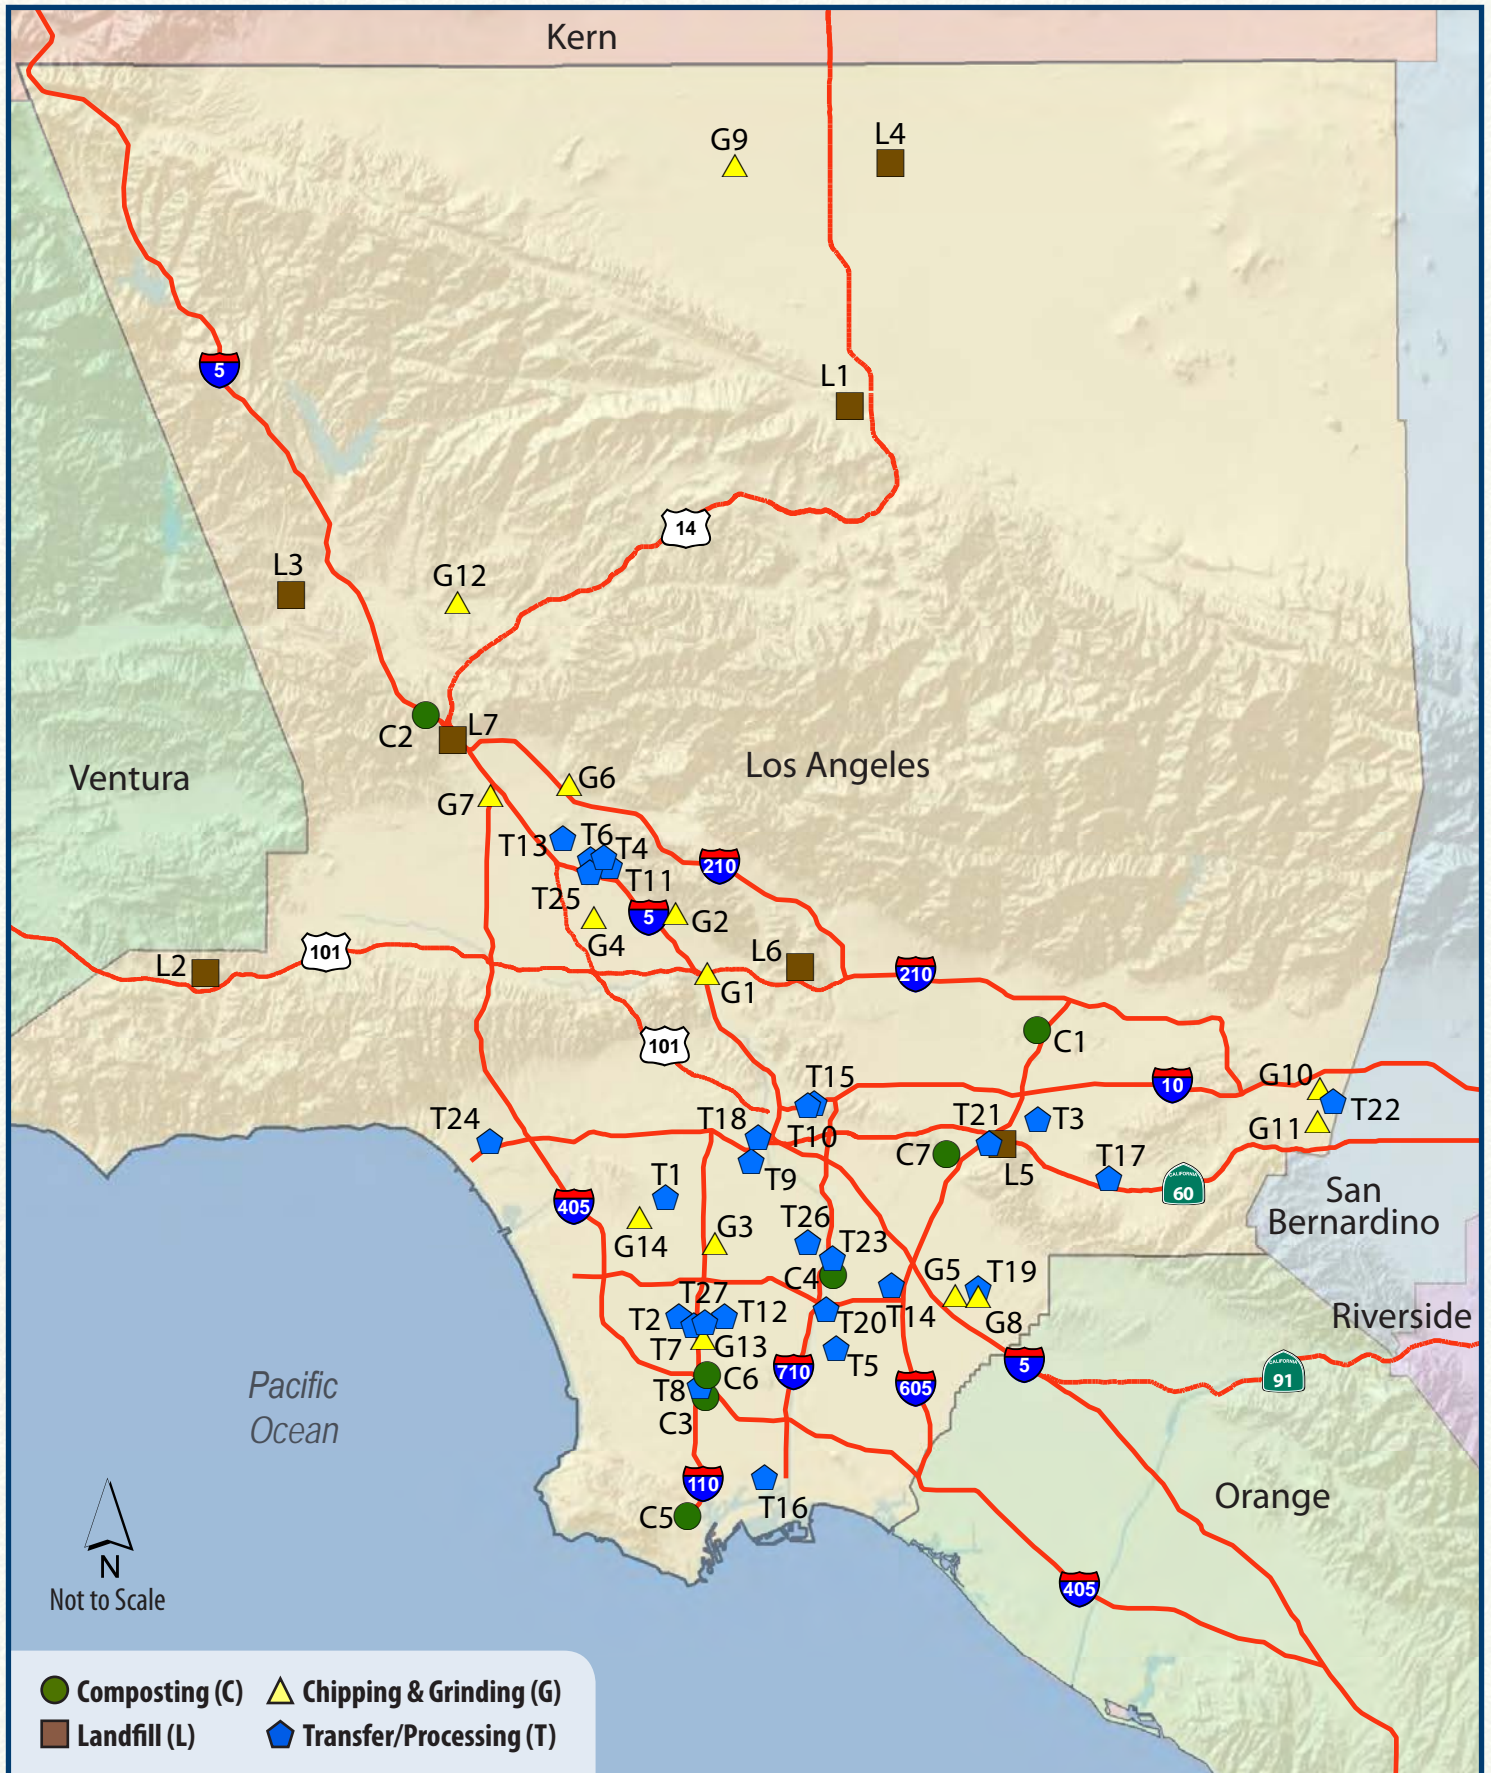 Kern
G9
L4
5
L1
14
L3
G12
C2
L7
Ventura
Los Angeles
G6
G7
T13
T6
T4
210
T11
T25
5
G2
G4
101
L2
L6
210
G1
101
C1
T15
10
G10
T22
T24
T18
T10
T21
T3
G11
C7
T9
L5
T17
CALIFORNIA
60
T1
405
San
Bernardino
G14
G3
T26
T23
C4
G5
T19
T27
T2
T12
T20
T14
G8
Riverside
T7
G13
T5
5
CALIFORNIA
91
Pacific
Ocean
C6
710
605
T8
C3
110
T16
C5
Orange
N
Not to Scale
405
Composting (C)
Chipping & Grinding (G)
Landfill (L)
Transfer/Processing (T)